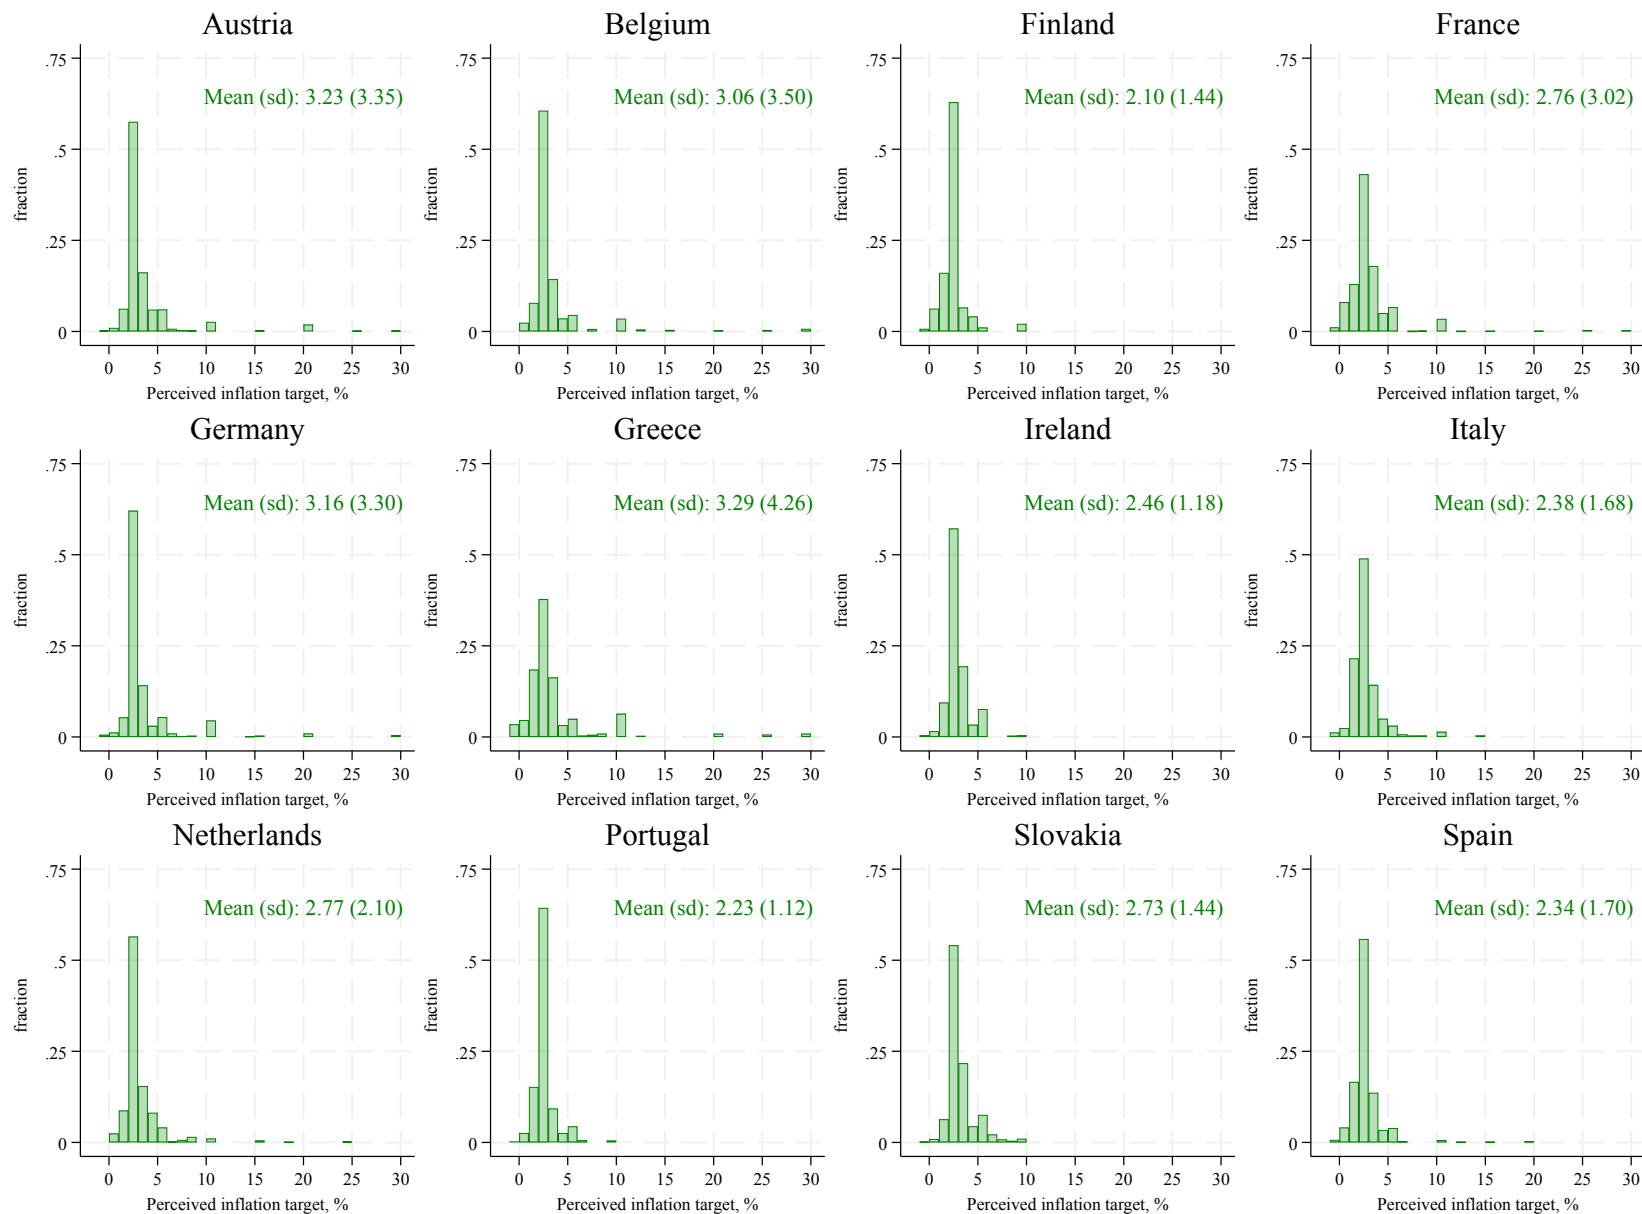 Austria
.75
.5
.25
0
fraction
Mean (sd): 3.23 (3.35)
0 5 10 15 20 25 30
Perceived inflation target, %
Belgium
.75
.5
.25
0
fraction
Mean (sd): 3.06 (3.50)
0 5 10 15 20 25 30
Perceived inflation target, %
Finland
.75
.5
.25
0
fraction
Mean (sd): 2.10 (1.44)
0 5 10 15 20 25 30
Perceived inflation target, %
France
.75
.5
.25
0
fraction
Mean (sd): 2.76 (3.02)
0 5 10 15 20 25 30
Perceived inflation target, %
Germany
.75
.5
.25
0
fraction
Mean (sd): 3.16 (3.30)
0 5 10 15 20 25 30
Perceived inflation target, %
Greece
.75
.5
.25
0
fraction
Mean (sd): 3.29 (4.26)
0 5 10 15 20 25 30
Perceived inflation target, %
Ireland
.75
.5
.25
0
fraction
Mean (sd): 2.46 (1.18)
0 5 10 15 20 25 30
Perceived inflation target, %
Italy
.75
.5
.25
0
fraction
Mean (sd): 2.38 (1.68)
0 5 10 15 20 25 30
Perceived inflation target, %
Netherlands
.75
.5
.25
0
fraction
Mean (sd): 2.77 (2.10)
0 5 10 15 20 25 30
Perceived inflation target, %
Portugal
.75
.5
.25
0
fraction
Mean (sd): 2.23 (1.12)
0 5 10 15 20 25 30
Perceived inflation target, %
Slovakia
.75
.5
.25
0
fraction
Mean (sd): 2.73 (1.44)
0 5 10 15 20 25 30
Perceived inflation target, %
Spain
.75
.5
.25
0
fraction
Mean (sd): 2.34 (1.70)
0 5 10 15 20 25 30
Perceived inflation target, %